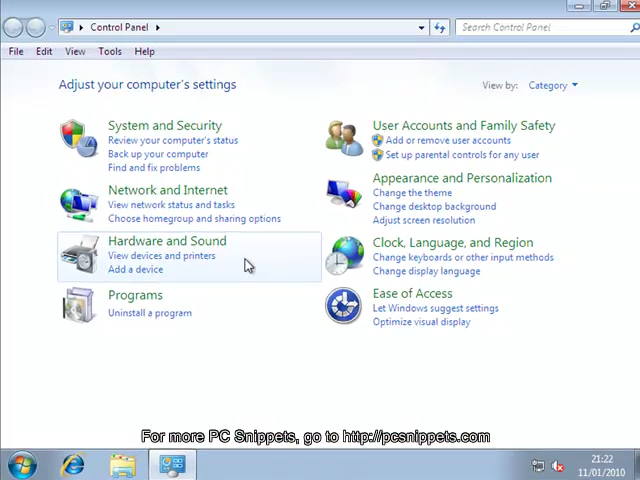 Control Panel
Search Control Panel
File Edit View Tools Help
Adjust your computer's settings
View by: Category
System and Security
Review your computer's status
Back up your computer
Find and fix problems
Network and Internet
View network status and tasks
Choose homegroup and sharing options
Hardware and Sound
View devices and printers
Add a device
Programs
Uninstall a program
User Accounts and Family Safety
Add or remove user accounts
Set up parental controls for any user
Appearance and Personalization
Change the theme
Change desktop background
Adjust screen resolution
Clock, Language, and Region
Change keyboards or other input methods
Change display language
Ease of Access
Let Windows suggest settings
Optimize visual display
For more PC Snippets, go to http://pcsnippets.com
21:22
11/01/2010